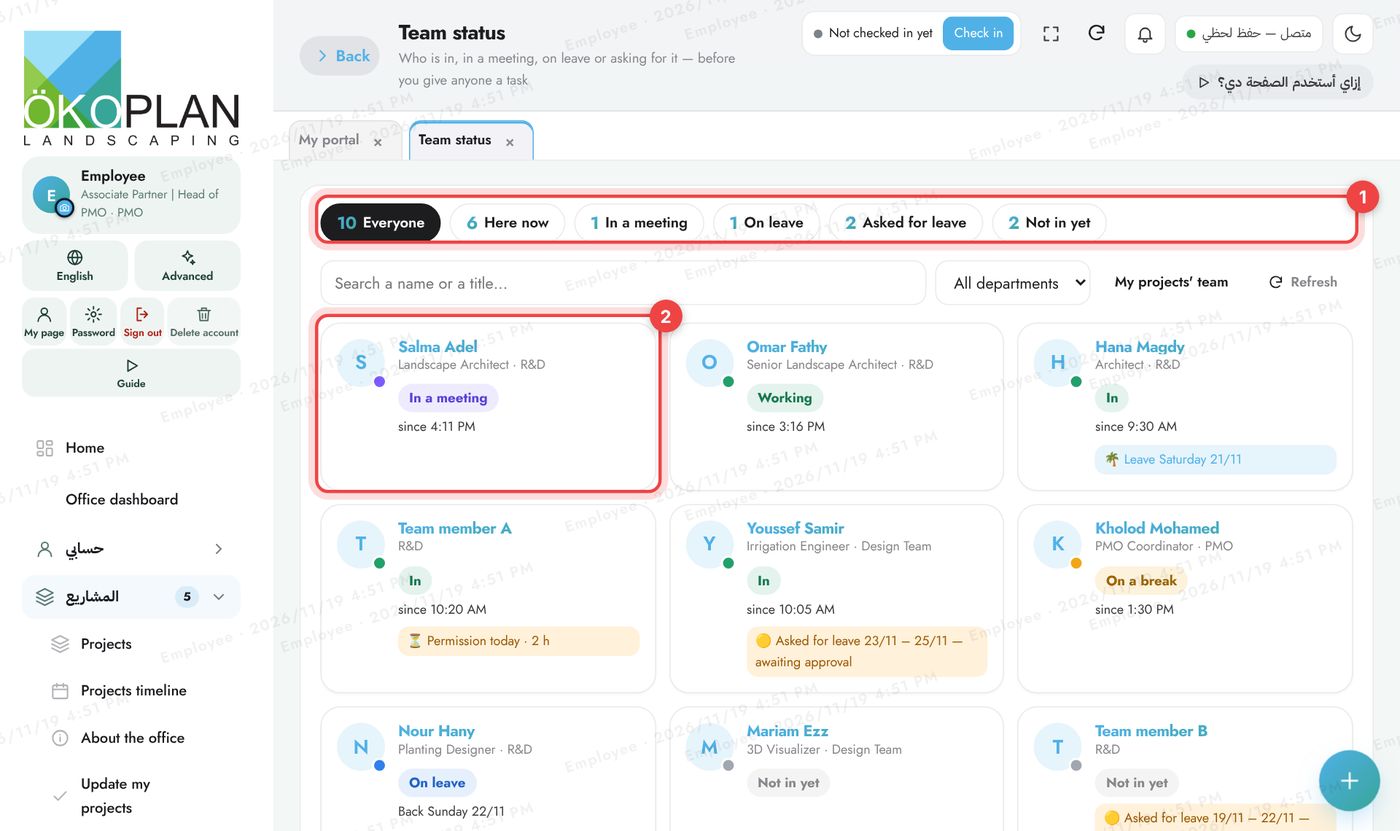 ÖKOPLAN
LANDSCAPING
E
Employee
Associate Partner | Head of
PMO · PMO
English
Advanced
My page
Password
Sign out
Delete account
Guide
Home
Office dashboard
حسابي
المشاريع
5
Projects
Projects timeline
About the office
Update my
projects
Back
Team status
Who is in, in a meeting, on leave or asking for it — before
you give anyone a task
Not checked in yet
Check in
متصل — حفظ لحظي
إزاي أستخدم الصفحة دي؟
My portal ×
Team status ×
1
10 Everyone
6 Here now
1 In a meeting
1 On leave
2 Asked for leave
2 Not in yet
Search a name or a title...
All departments
My projects' team
Refresh
2
S
Salma Adel
Landscape Architect · R&D
In a meeting
since 4:11 PM
O
Omar Fathy
Senior Landscape Architect · R&D
Working
since 3:16 PM
H
Hana Magdy
Architect · R&D
In
since 9:30 AM
🌴 Leave Saturday 21/11
T
Team member A
R&D
In
since 10:20 AM
⏳ Permission today · 2 h
Y
Youssef Samir
Irrigation Engineer · Design Team
In
since 10:05 AM
🟡 Asked for leave 23/11 – 25/11 —
awaiting approval
K
Kholod Mohamed
PMO Coordinator · PMO
On a break
since 1:30 PM
N
Nour Hany
Planting Designer · R&D
On leave
Back Sunday 22/11
M
Mariam Ezz
3D Visualizer · Design Team
Not in yet
T
Team member B
R&D
Not in yet
🟡 Asked for leave 19/11 – 22/11 —
+
Employee · 2026/11/19 4:51 PM